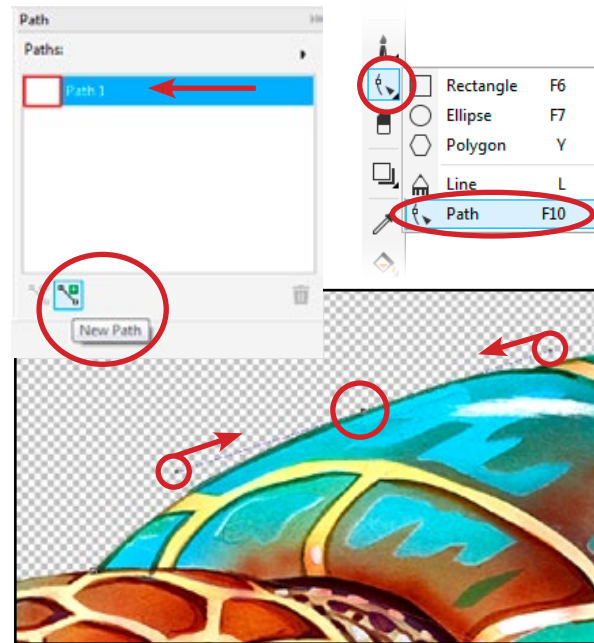 Path
Paths:
Path 1
New Path
Rectangle F6
Ellipse F7
Polygon Y
Line L
Path F10